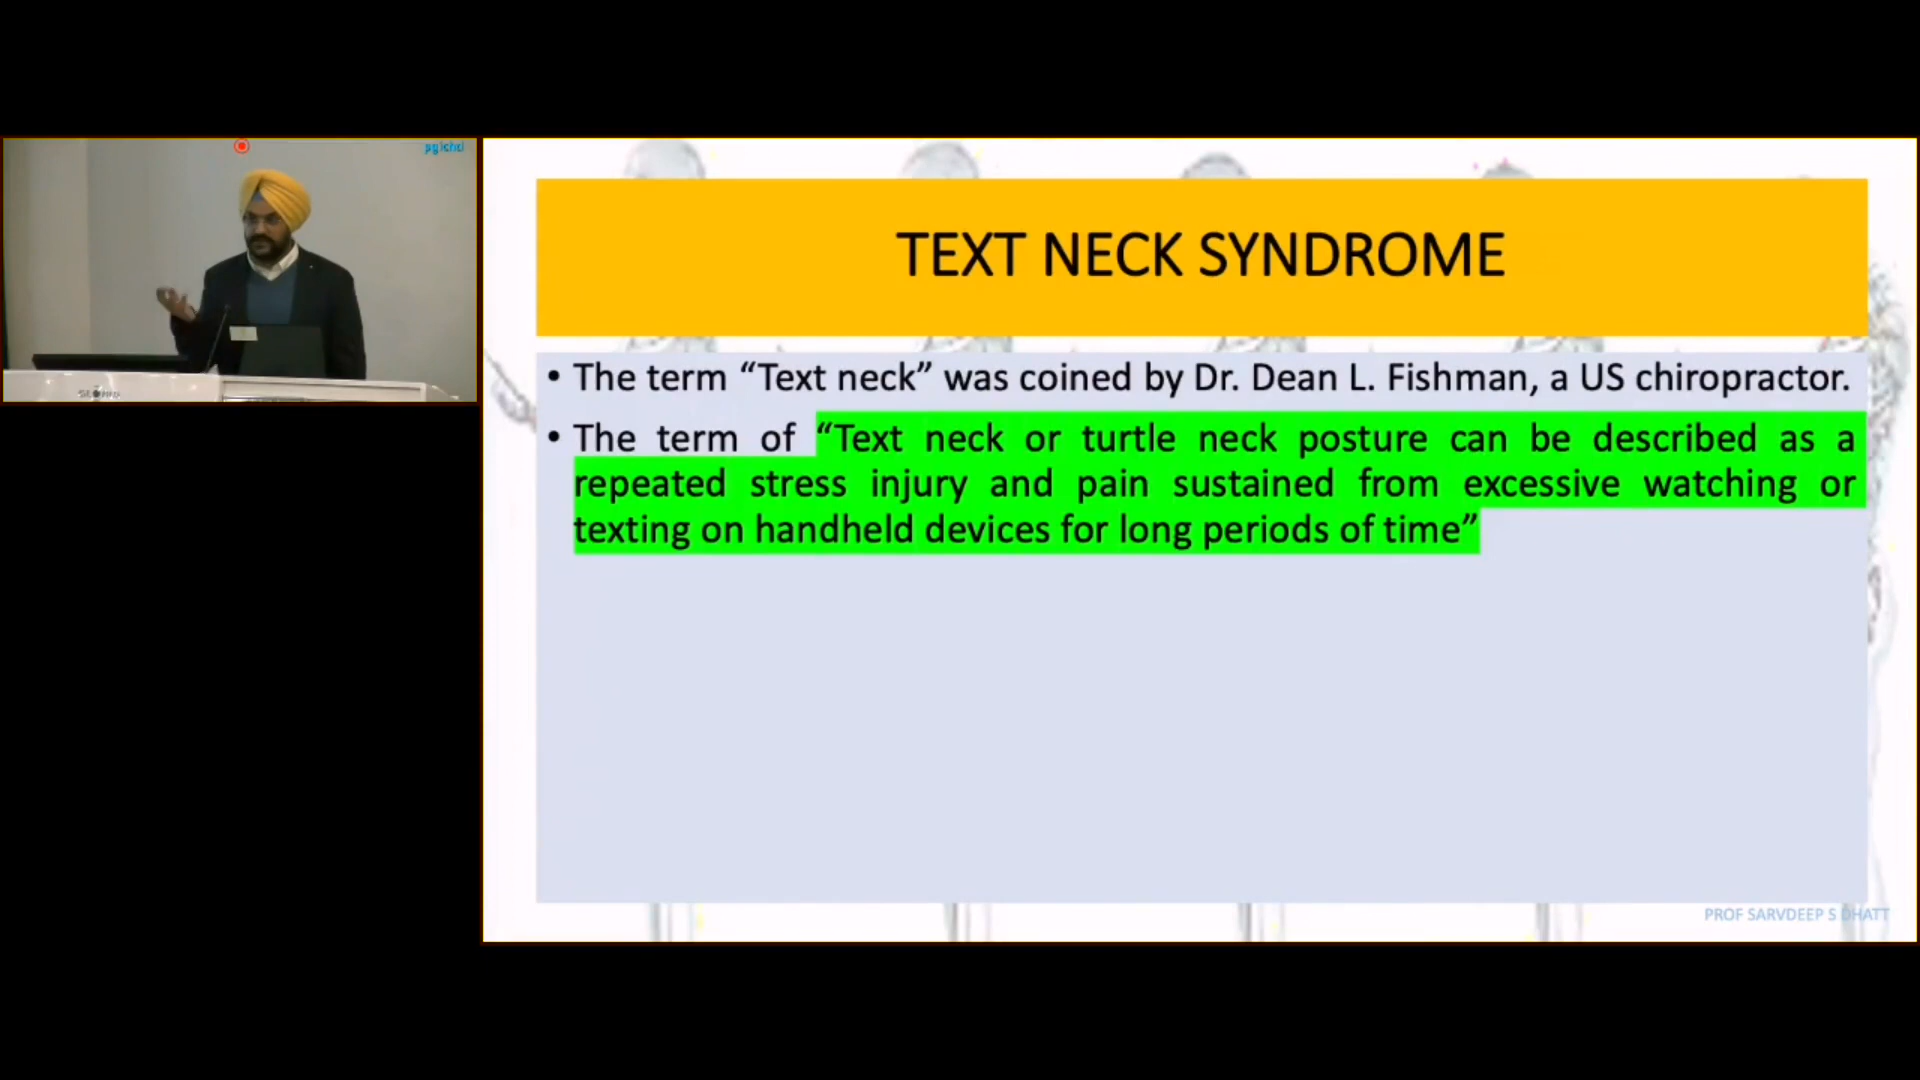 pgichd
TEXT NECK SYNDROME
• The term “Text neck” was coined by Dr. Dean L. Fishman, a US chiropractor.
• The term of “Text neck or turtle neck posture can be described as a
repeated stress injury and pain sustained from excessive watching or
texting on handheld devices for long periods of time”
PROF SARVDEEP S DHATT